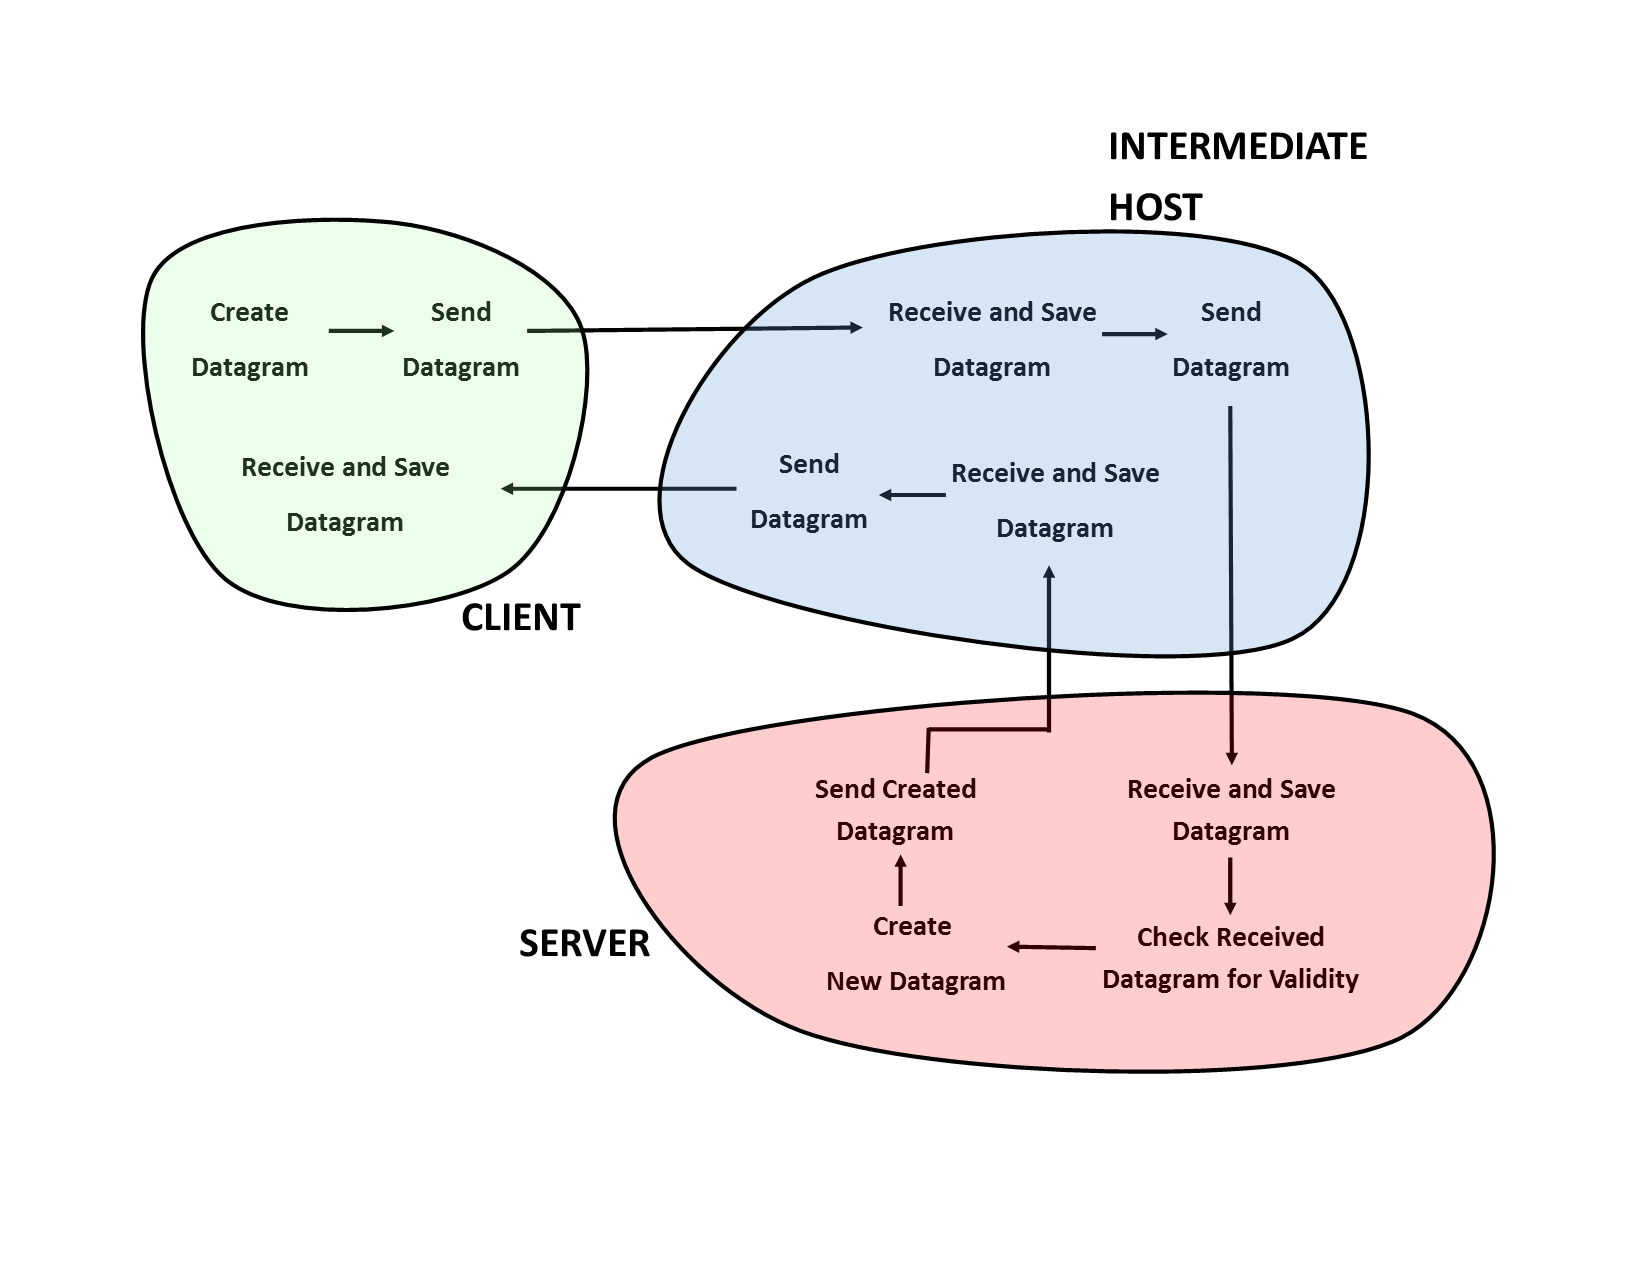 INTERMEDIATE
HOST
Create
Datagram
Send
Datagram
Receive and Save
Datagram
CLIENT
Receive and Save
Datagram
Send
Datagram
Send
Datagram
Receive and Save
Datagram
Send Created
Datagram
Receive and Save
Datagram
SERVER
Create
New Datagram
Check Received
Datagram for Validity